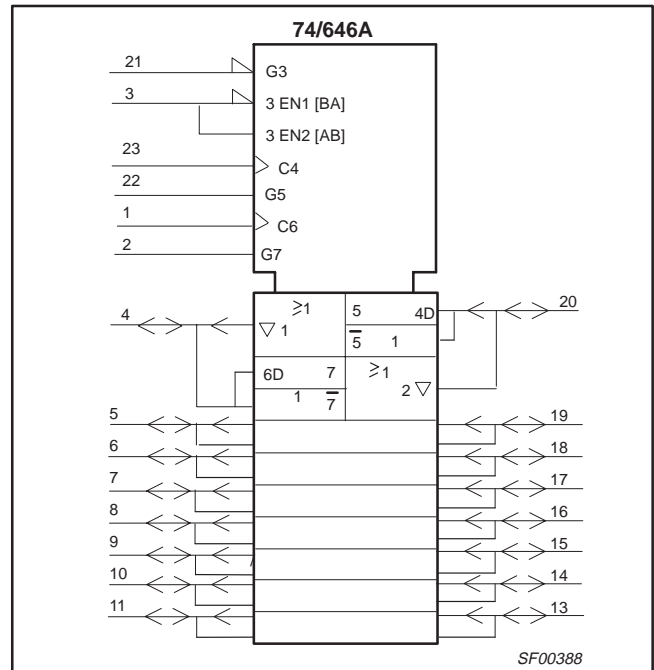 74/646A
21 G3
3 3 EN1 [BA]
3 EN2 [AB]
23 C4
22 G5
1 C6
2 G7
4 ≥1 5 4D 20
▽ 1 5̅ 1
6D 7 ≥1
1 7̅ 2 ▽
5 19
6 18
7 17
8 16
9 15
10 14
11 13
SF00388